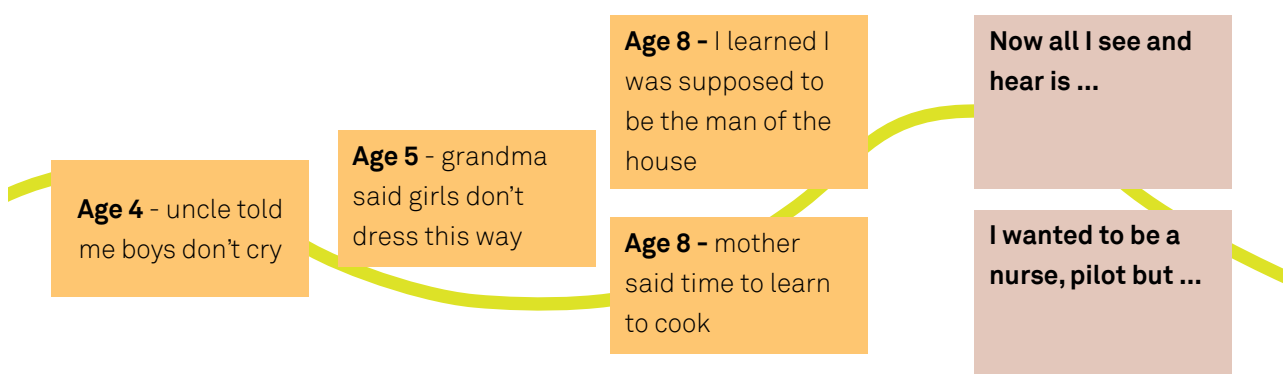 Age 4 - uncle told
me boys don't cry
Age 5 - grandma
said girls don't
dress this way
Age 8 - I learned I
was supposed to
be the man of the
house
Age 8 - mother
said time to learn
to cook
Now all I see and
hear is ...
I wanted to be a
nurse, pilot but ...